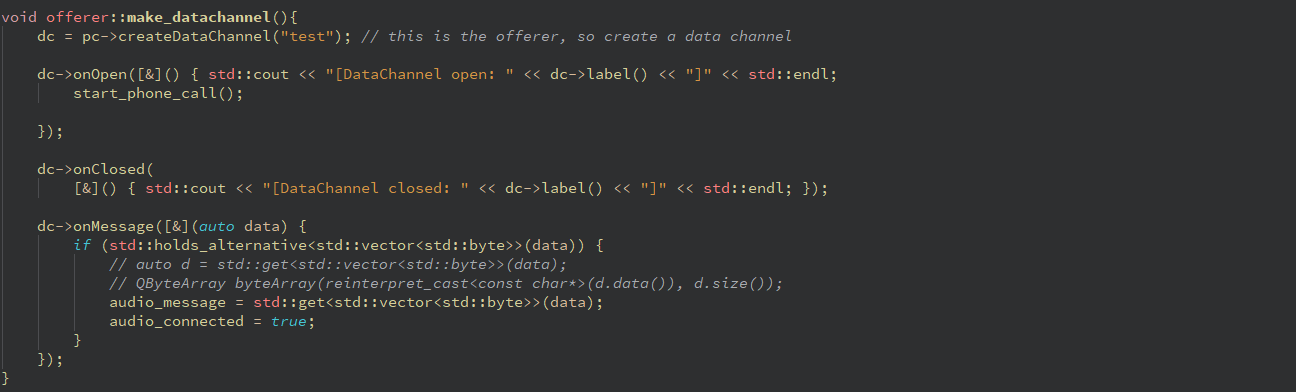 void offerer::make_datachannel(){
    dc = pc->createDataChannel("test"); // this is the offerer, so create a data channel

    dc->onOpen([&]() { std::cout << "[DataChannel open: " << dc->label() << "]" << std::endl;
        start_phone_call();

    });

    dc->onClosed(
        [&]() { std::cout << "[DataChannel closed: " << dc->label() << "]" << std::endl; });

    dc->onMessage([&](auto data) {
        if (std::holds_alternative<std::vector<std::byte>>(data)) {
            // auto d = std::get<std::vector<std::byte>>(data);
            // QByteArray byteArray(reinterpret_cast<const char*>(d.data()), d.size());
            audio_message = std::get<std::vector<std::byte>>(data);
            audio_connected = true;
        }
    });
}